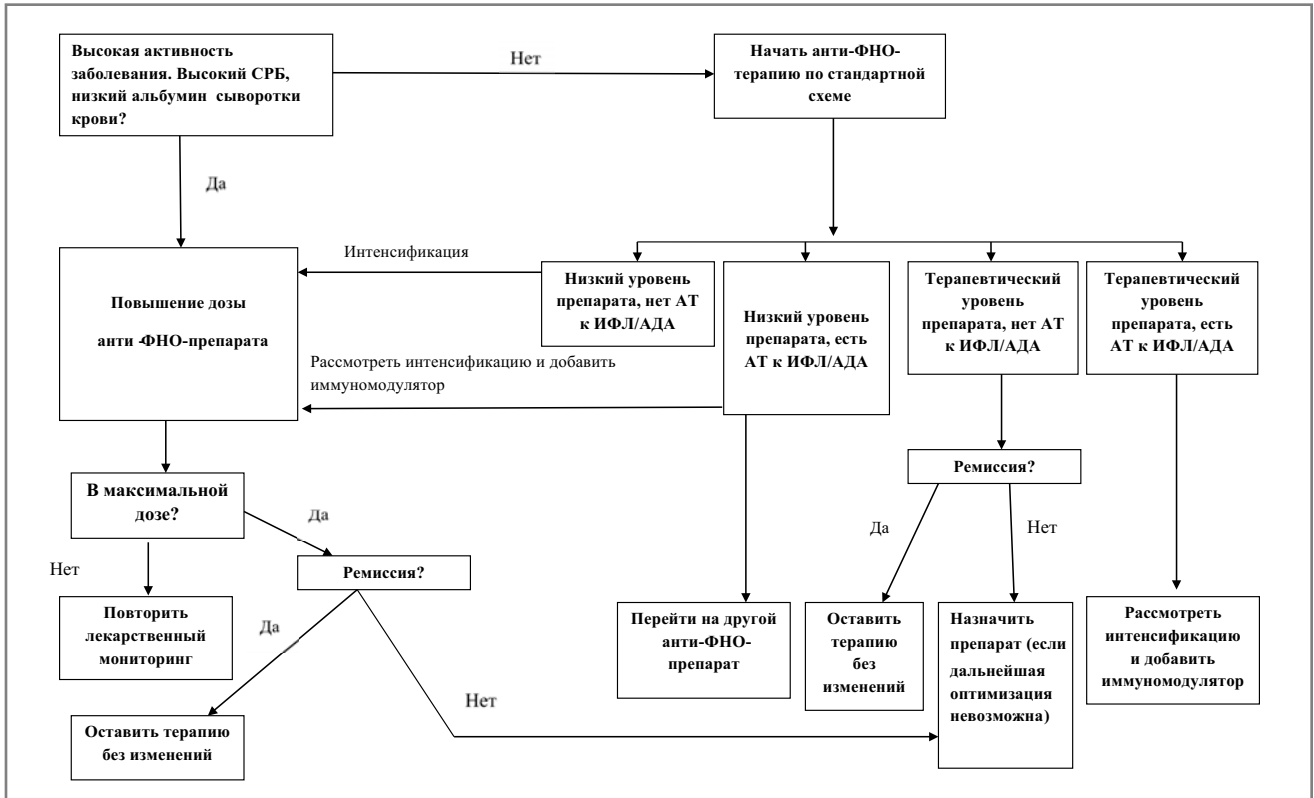 Высокая активность
заболевания. Высокий СРБ,
низкий альбумин сыворотки
крови?
Нет
Начать анти-ФНО-
терапию по стандартной
схеме
Да
Интенсификация
Повышение дозы
анти -ФНО-препарата
Низкий уровень
препарата, нет АТ
к ИФЛ/АДА
Низкий уровень
препарата, есть
АТ к ИФЛ/АДА
Терапевтический
уровень
препарата, нет АТ
к ИФЛ/АДА
Терапевтический
уровень
препарата, есть
АТ к ИФЛ/АДА
Рассмотреть интенсификацию и добавить
иммуномодулятор
Ремиссия?
В максимальной
дозе?
Да
Да
Нет
Нет
Ремиссия?
Повторить
лекарственный
мониторинг
Да
Нет
Оставить терапию
без изменений
Перейти на другой
анти-ФНО-
препарат
Оставить
терапию
без
изменений
Назначить
препарат (если
дальнейшая
оптимизация
невозможна)
Рассмотреть
интенсификацию
и добавить
иммуномодулятор